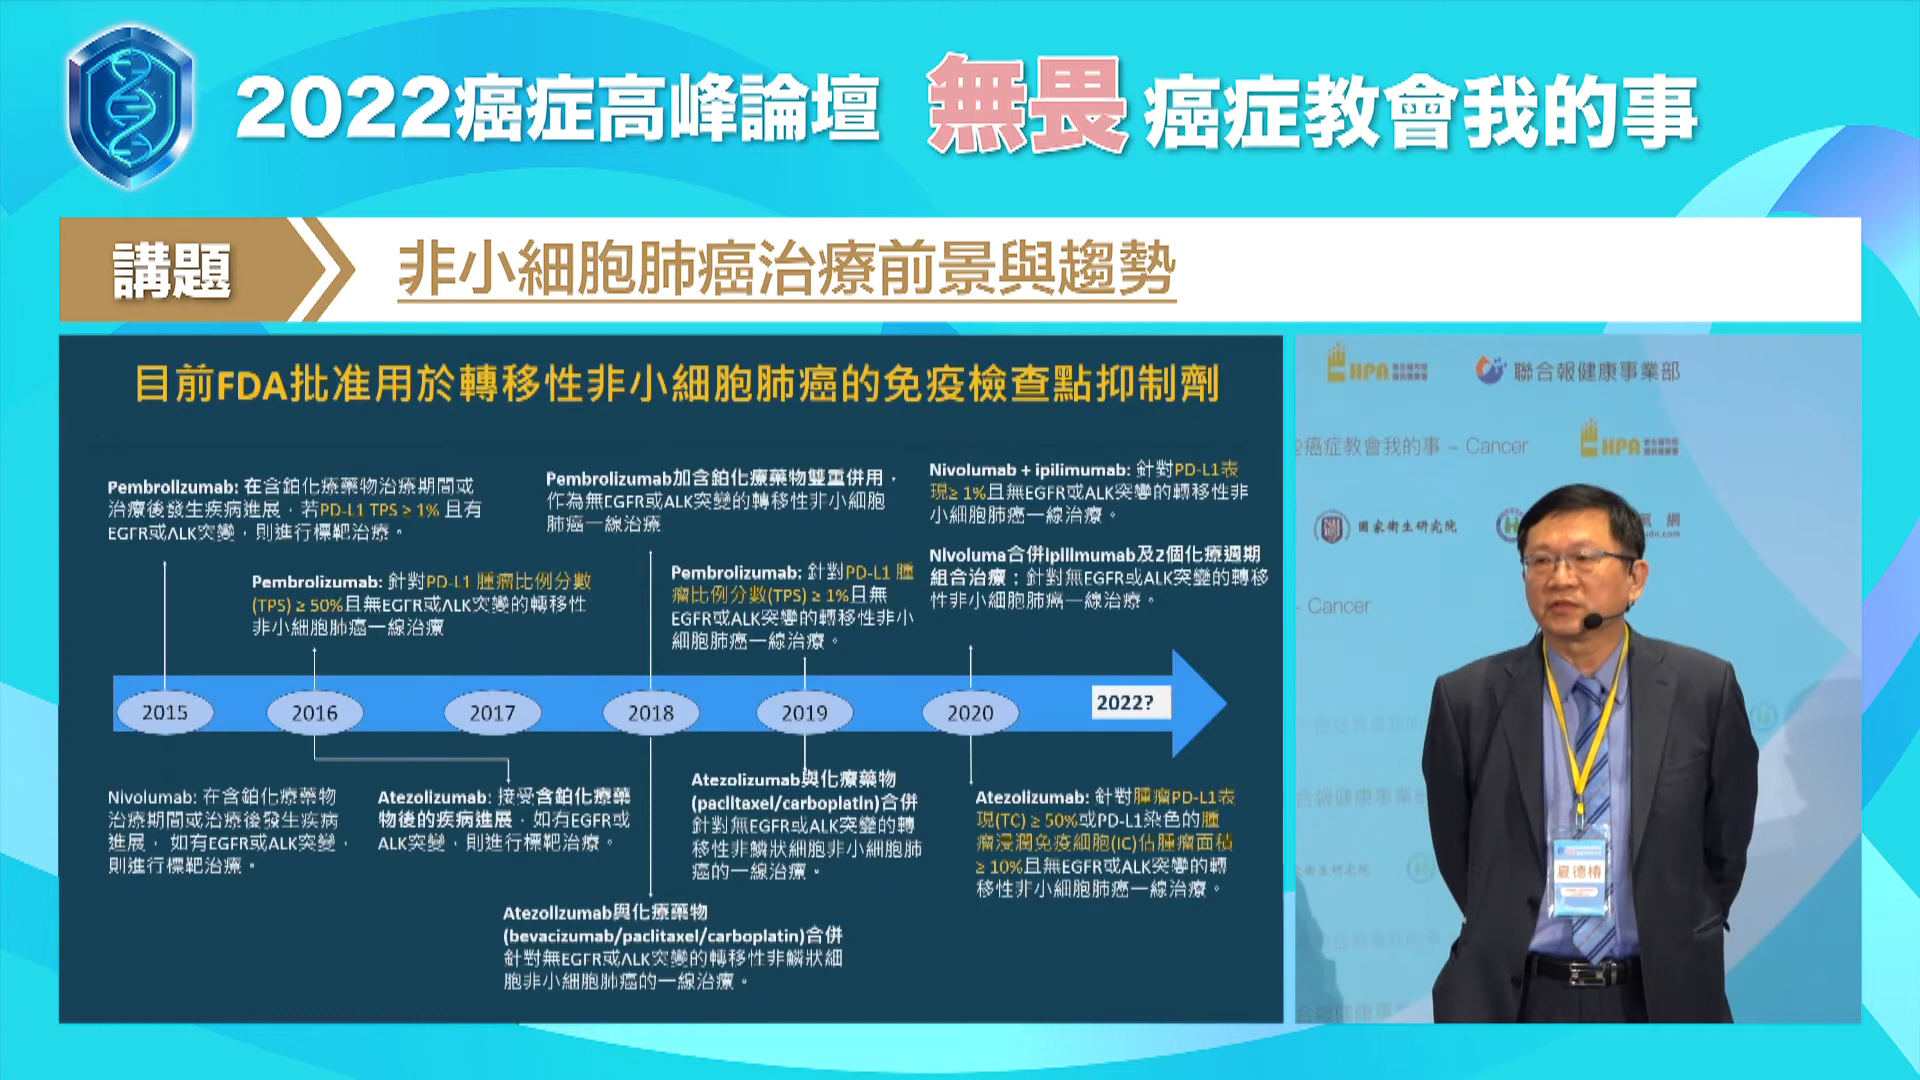 2022癌症高峰論壇 無畏 癌症教會我的事
講題
非小細胞肺癌治療前景與趨勢
目前FDA批准用於轉移性非小細胞肺癌的免疫檢查點抑制劑
Pembrolizumab: 在含鉑化療藥物治療期間或
治療後發生疾病進展，若PD-L1 TPS ≥ 1% 且有
EGFR或ALK突變，則進行標靶治療。
Pembrolizumab: 針對PD-L1 腫瘤比例分數
(TPS) ≥ 50%且無EGFR或ALK突變的轉移性
非小細胞肺癌一線治療
Pembrolizumab加含鉑化療藥物雙重併用，
作為無EGFR或ALK突變的轉移性非小細胞
肺癌一線治療
Pembrolizumab: 針對PD-L1 腫
瘤比例分數(TPS) ≥ 1%且無
EGFR或ALK突變的轉移性非小
細胞肺癌一線治療。
Nivolumab + ipilimumab: 針對PD-L1表
現≥ 1%且無EGFR或ALK突變的轉移性非
小細胞肺癌一線治療。
Nivoluma合併Ipilimumab及2個化療週期
組合治療：針對無EGFR或ALK突變的轉移
性非小細胞肺癌一線治療。
2015
2016
2017
2018
2019
2020
2022?
Nivolumab: 在含鉑化療藥物
治療期間或治療後發生疾病
進展， 如有EGFR或ALK突變，
則進行標靶治療。
Atezolizumab: 接受含鉑化療藥
物後的疾病進展，如有EGFR或
ALK突變，則進行標靶治療。
Atezolizumab與化療藥物
(bevacizumab/paclitaxel/carboplatin)合併
針對無EGFR或ALK突變的轉移性非鱗狀細
胞非小細胞肺癌的一線治療。
Atezolizumab與化療藥物
(paclitaxel/carboplatin)合併
針對無EGFR或ALK突變的轉
移性非鱗狀細胞非小細胞肺
癌的一線治療。
Atezolizumab: 針對腫瘤PD-L1表
現(TC) ≥ 50%或PD-L1染色的腫
瘤浸潤免疫細胞(IC)佔腫瘤面積
≥ 10%且無EGFR或ALK突變的轉
移性非小細胞肺癌一線治療。
HPA
聯合報健康事業部
癌症教會我的事 – Cancer
HPA
國家衛生研究院
網
udn.com
- Cancer
夏德椿